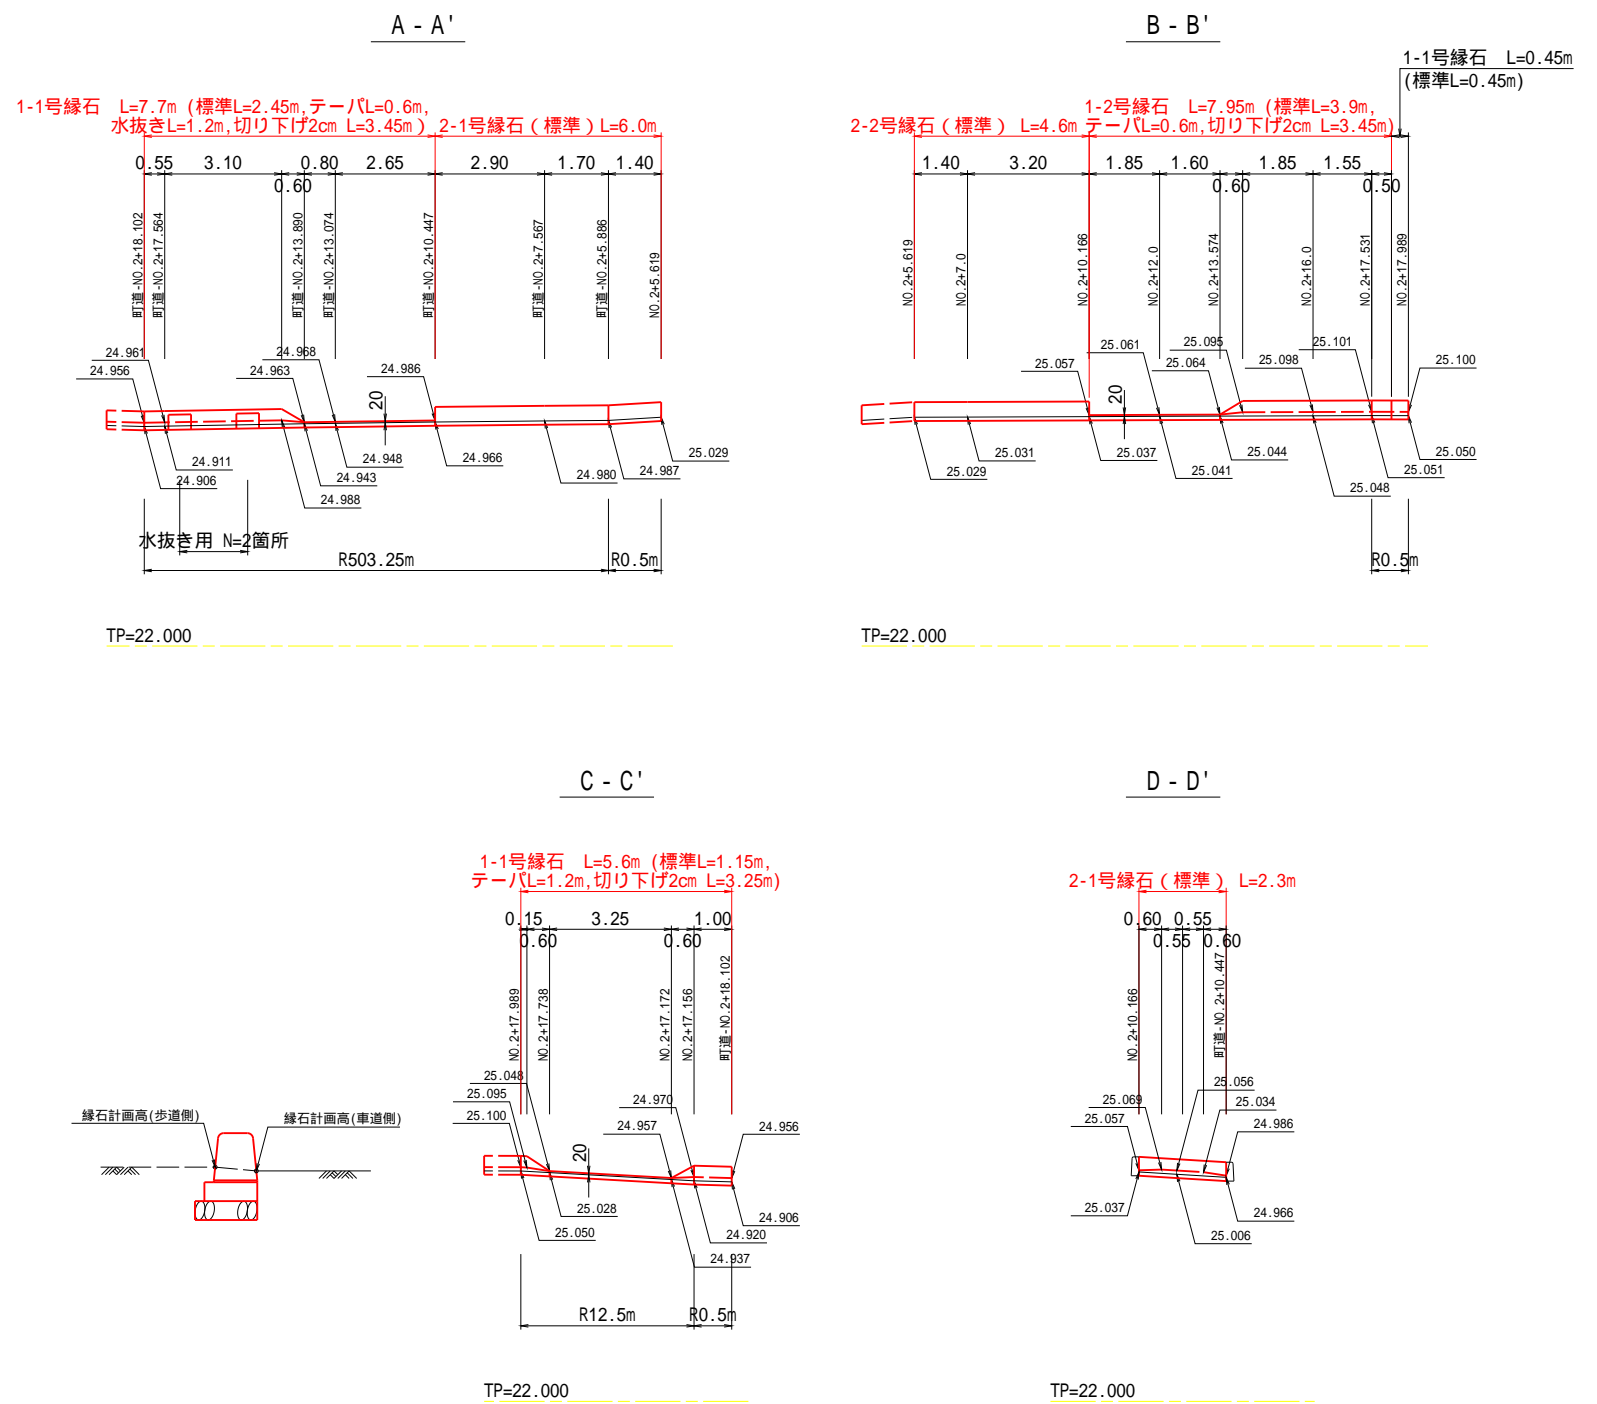 A - A'
1-1号縁石　L=7.7m (標準L=2.45m,テーパL=0.6m,
水抜きL=1.2m,切り下げ2cm L=3.45m)
2-1号縁石(標準)L=6.0m
0.55
3.10
0.60
0.80
2.65
2.90
1.70
1.40
町道-NO.2+18.102
町道-NO.2+17.564
町道-NO.2+13.890
町道-NO.2+13.074
町道-NO.2+10.447
町道-NO.2+7.567
町道-NO.2+5.886
NO.2+5.619
24.961
24.956
24.968
24.963
24.986
20
24.911
24.906
24.948
24.943
24.988
24.966
24.980
24.987
25.029
水抜き用 N=2箇所
R503.25m
R0.5m
TP=22.000
B - B'
1-1号縁石　L=0.45m
(標準L=0.45m)
1-2号縁石　L=7.95m (標準L=3.9m,
テーパL=0.6m,切り下げ2cm L=3.45m)
2-2号縁石(標準) L=4.6m
1.40
3.20
1.85
1.60
0.60
1.85
1.55
0.50
NO.2+5.619
NO.2+7.0
NO.2+10.166
NO.2+12.0
NO.2+13.574
NO.2+16.0
NO.2+17.531
NO.2+17.989
25.057
25.061
25.064
25.095
25.098
25.101
25.100
20
25.029
25.031
25.037
25.041
25.044
25.048
25.051
25.050
R0.5m
TP=22.000
C - C'
1-1号縁石　L=5.6m (標準L=1.15m,
テーパL=1.2m,切り下げ2cm L=3.25m)
0.15
0.60
3.25
0.60
1.00
NO.2+17.989
NO.2+17.738
NO.2+17.172
NO.2+17.156
町道-NO.2+18.102
25.048
25.095
25.100
24.970
24.957
24.956
20
25.028
25.050
24.906
24.920
24.937
R12.5m
R0.5m
TP=22.000
縁石計画高(歩道側)
縁石計画高(車道側)
D - D'
2-1号縁石(標準) L=2.3m
0.60
0.55
0.55
0.60
NO.2+10.166
町道-NO.2+10.447
25.069
25.057
25.056
25.034
24.986
25.037
24.966
25.006
TP=22.000